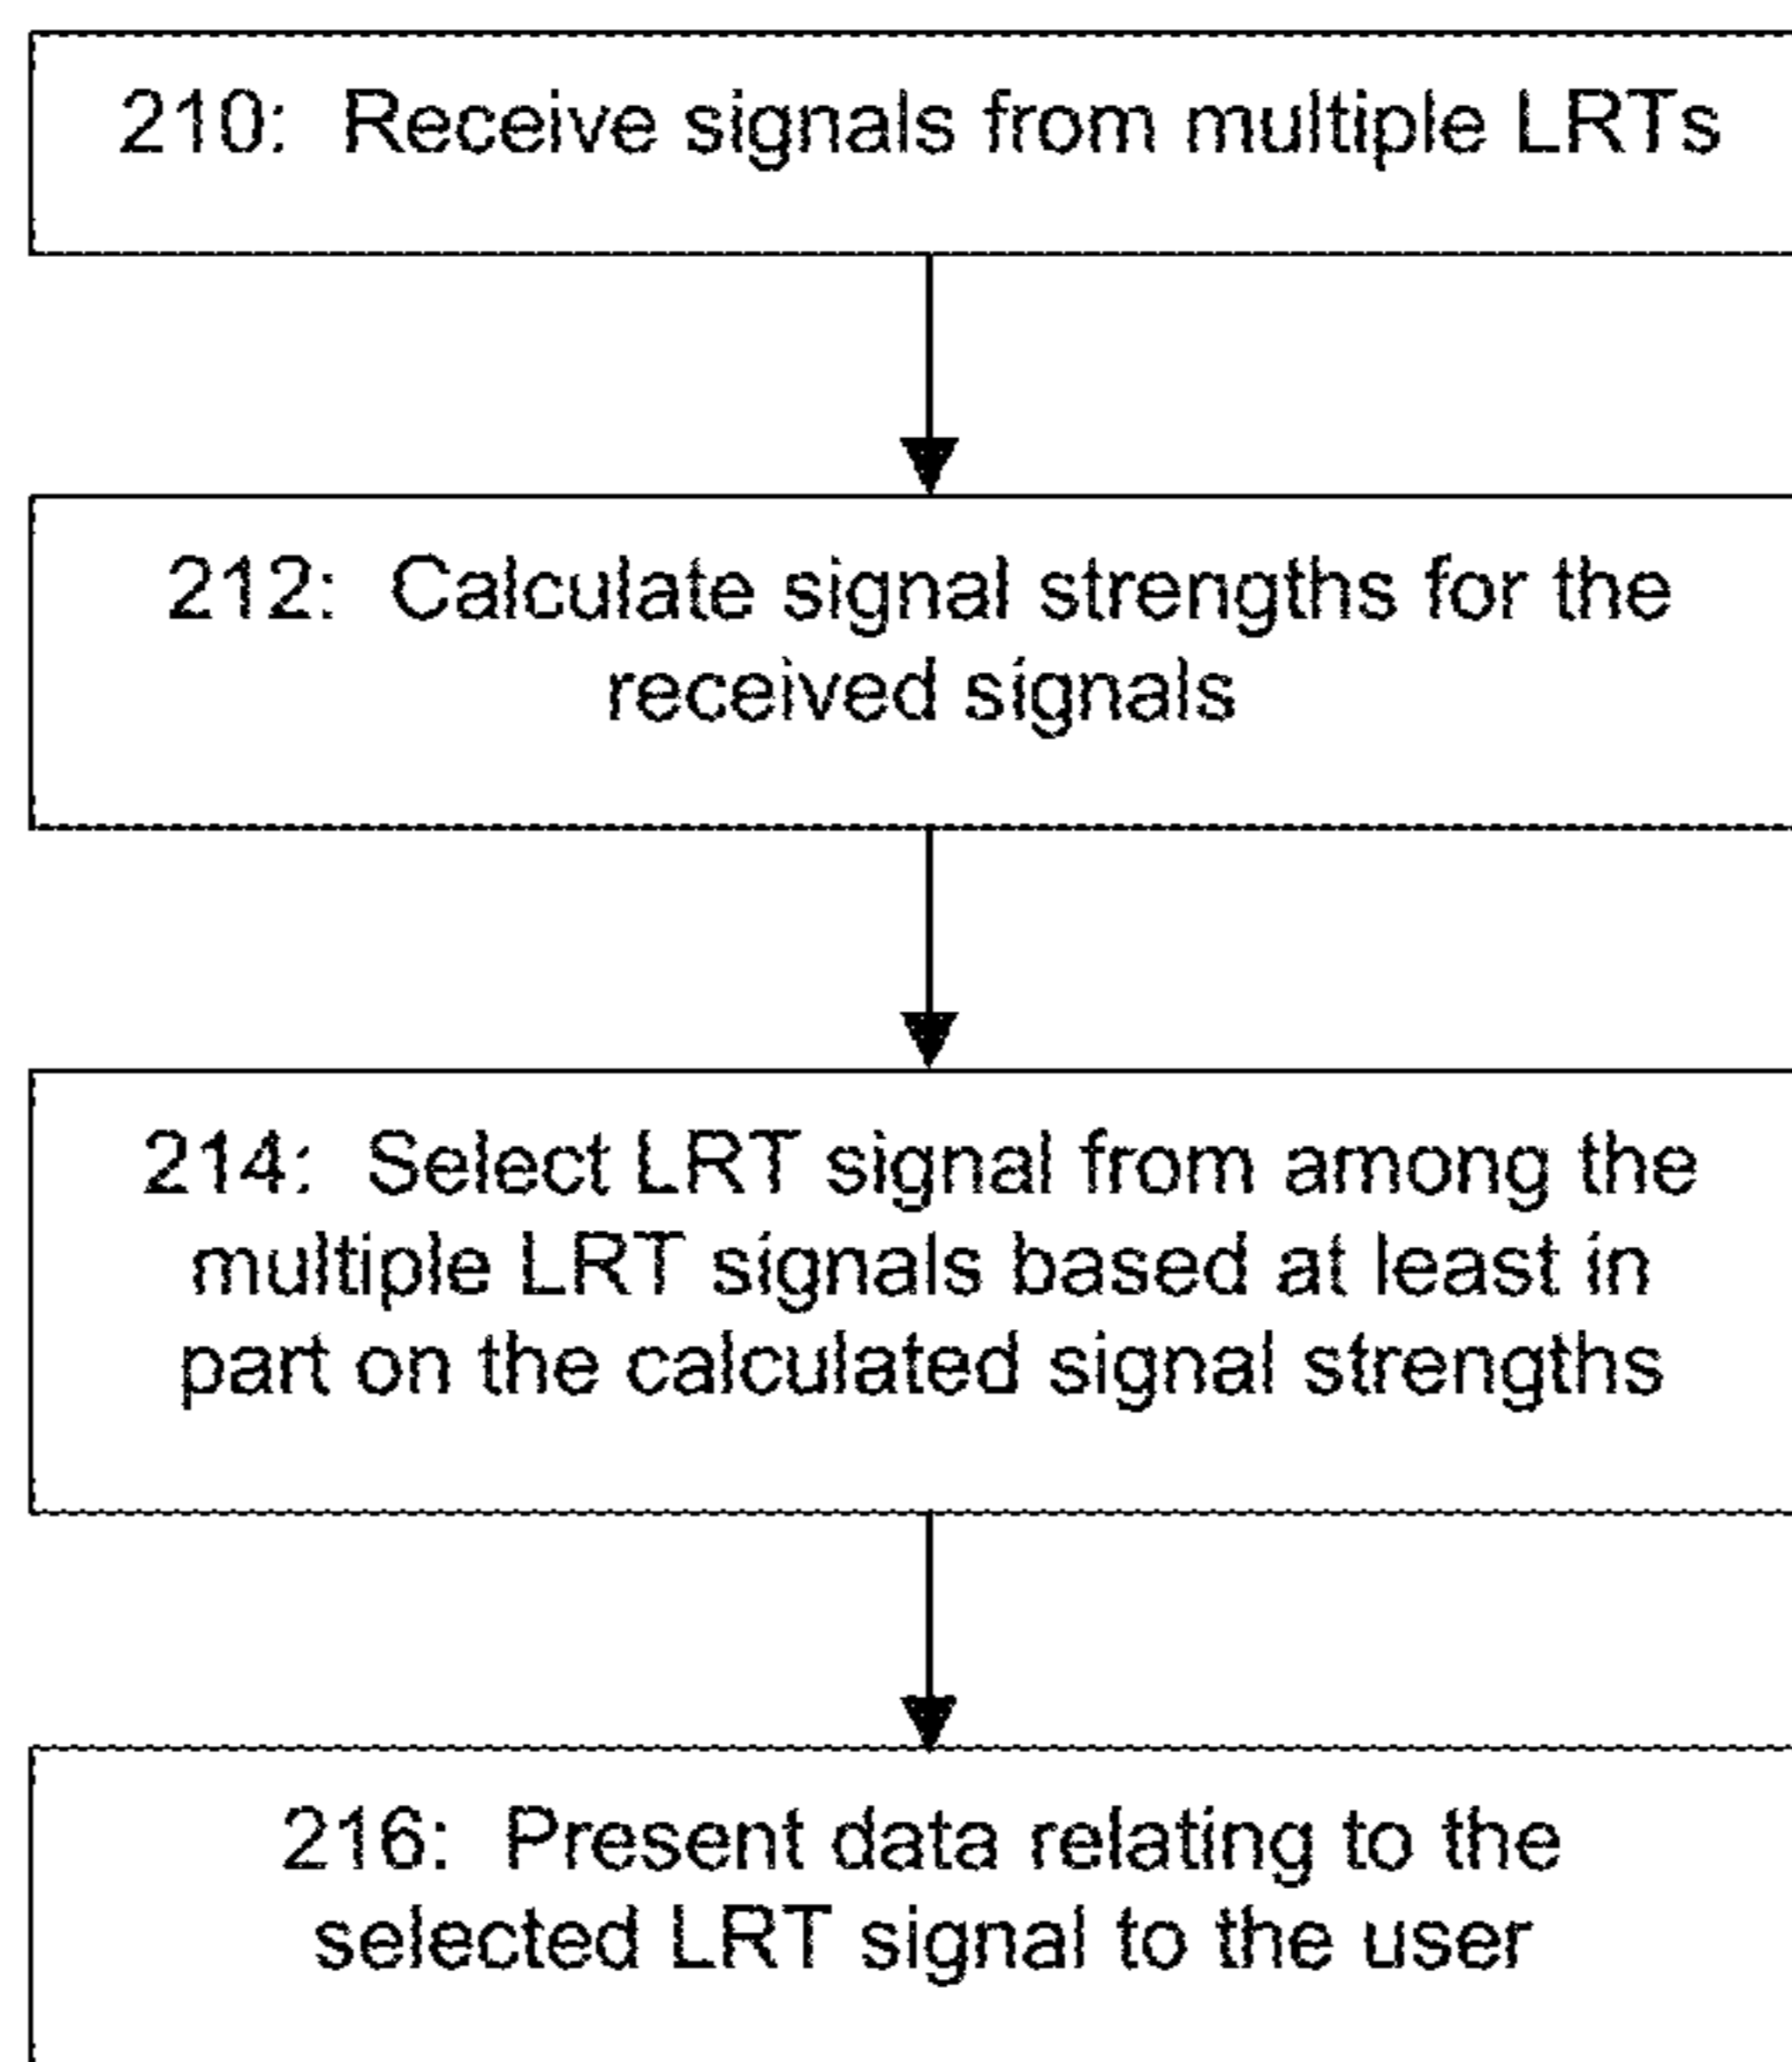 210: Receive signals from multiple LRTs
212: Calculate signal strengths for the
received signals
214: Select LRT signal from among the
multiple LRT signals based at least in
part on the calculated signal strengths
216: Present data relating to the
selected LRT signal to the user